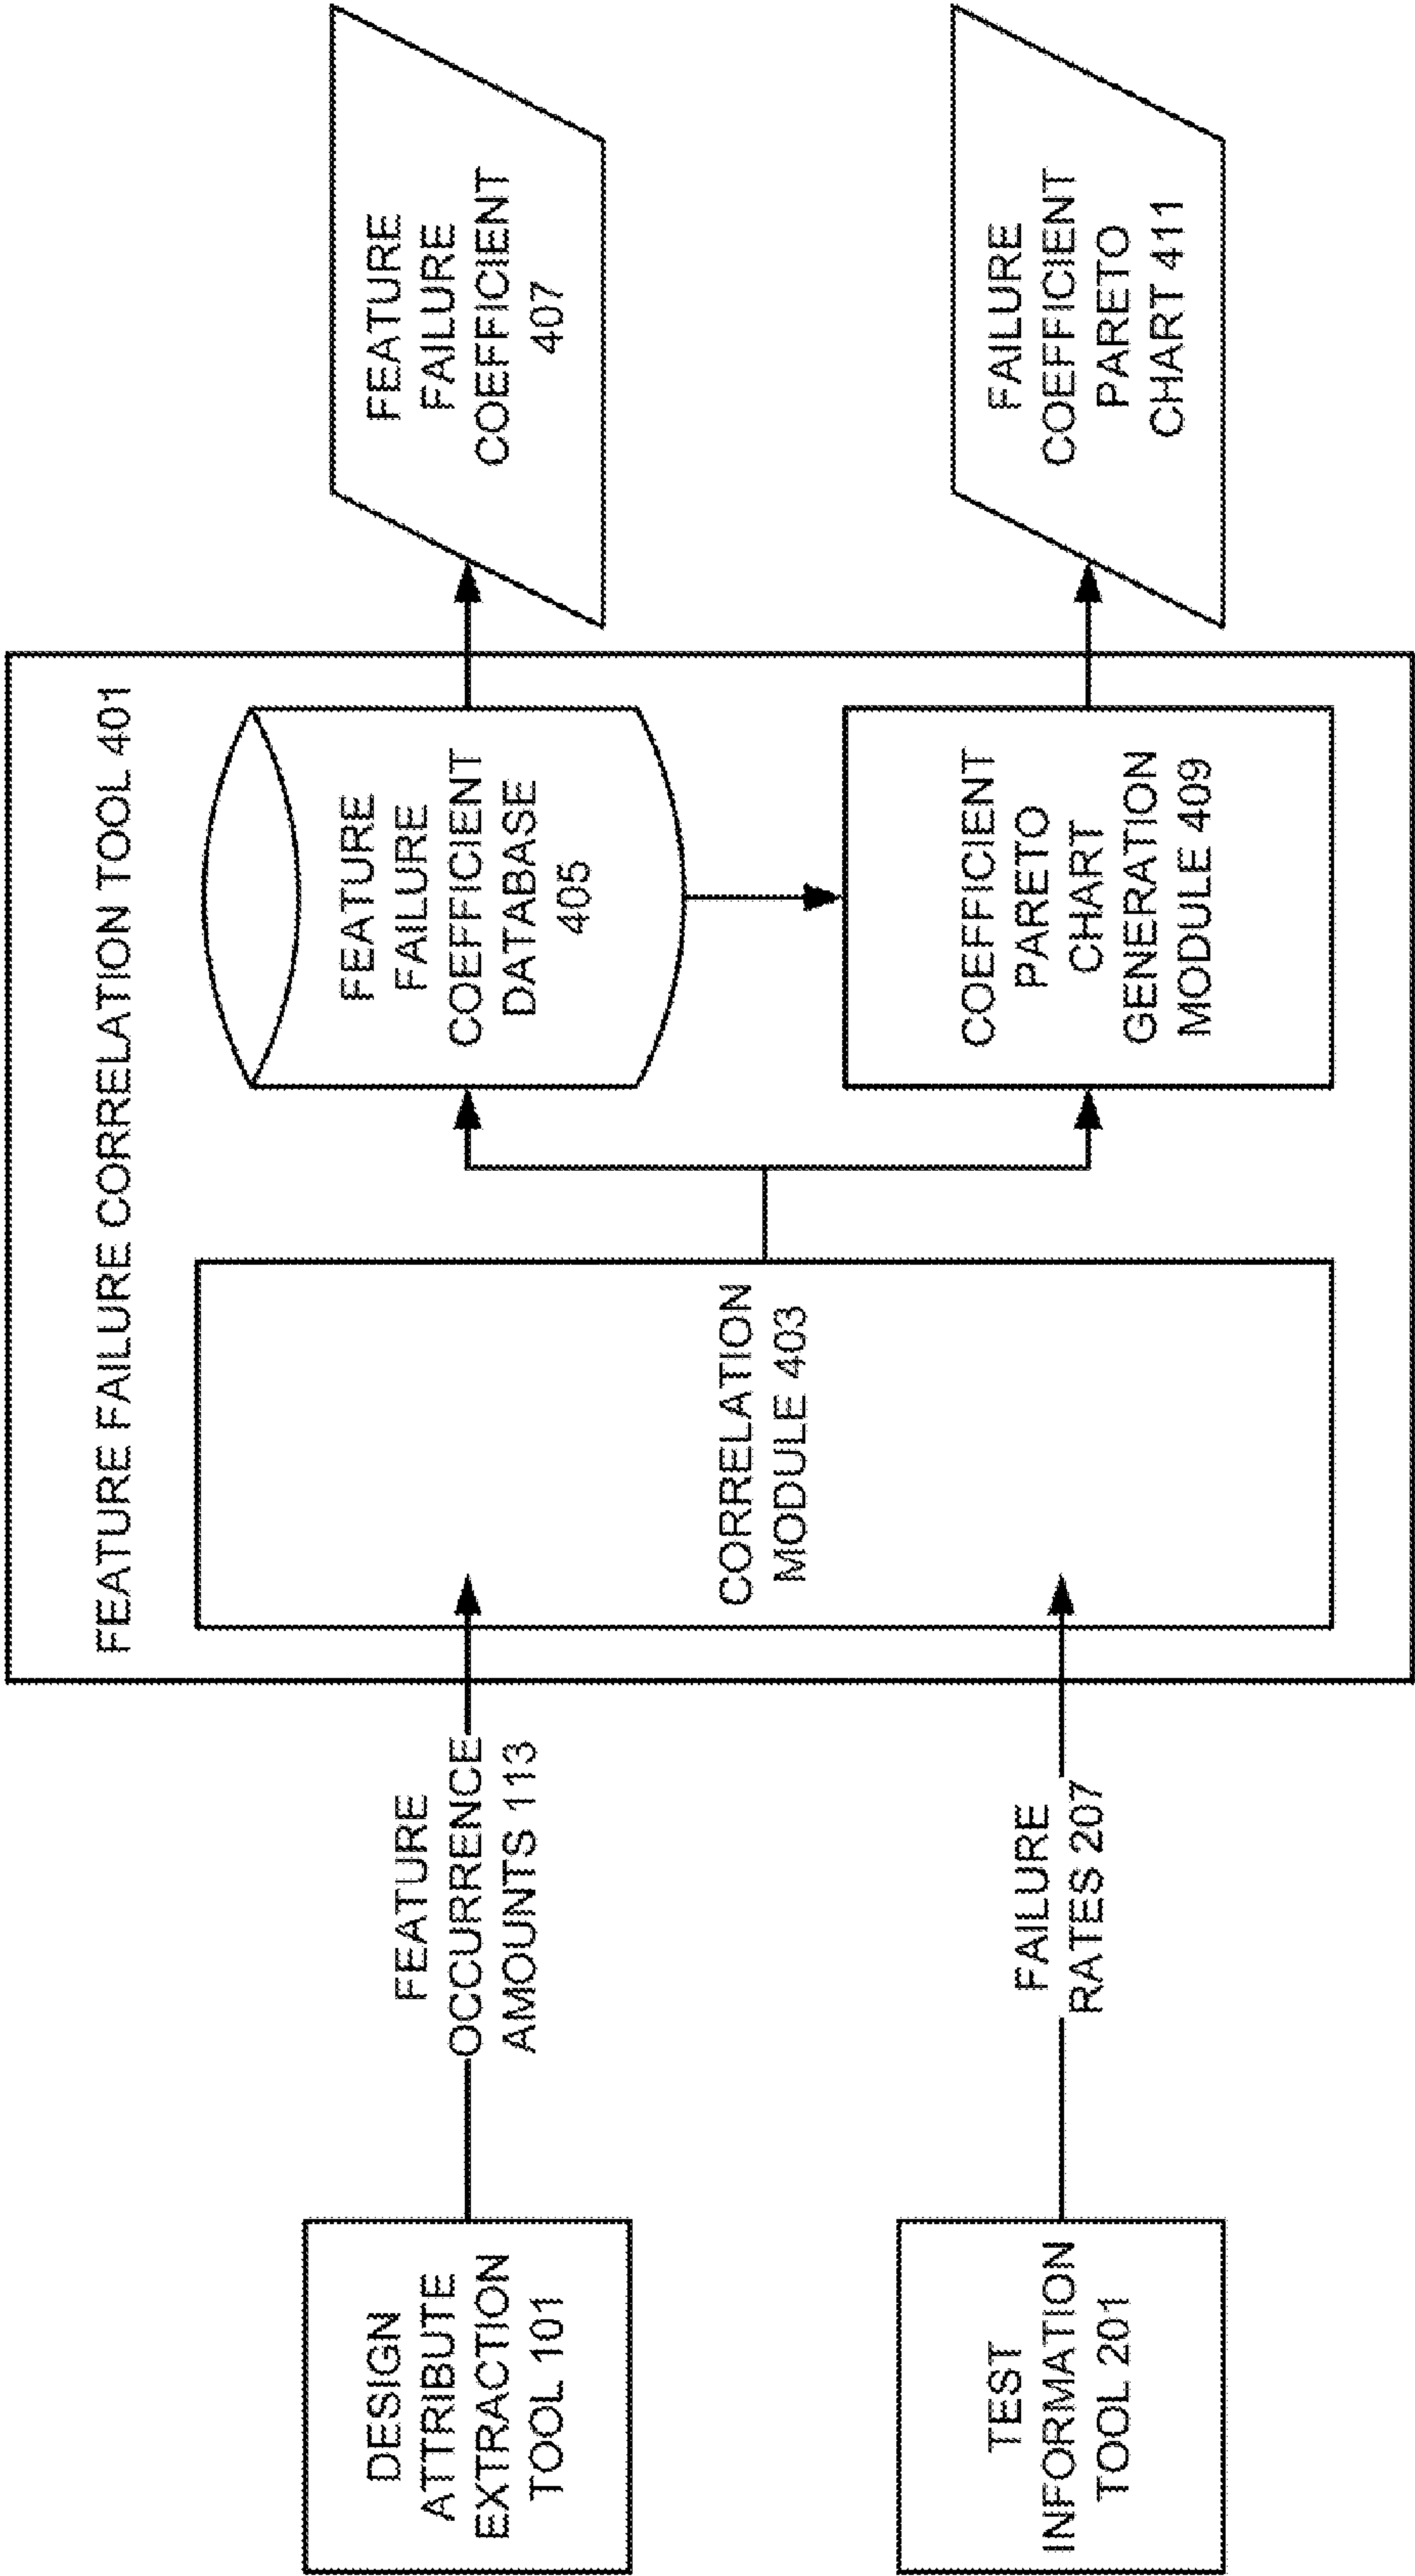 DESIGN
ATTRIBUTE
EXTRACTION
TOOL 101
TEST
INFORMATION
TOOL 201
FEATURE
OCCURRENCE
AMOUNTS 113
FAILURE
RATES 207
FEATURE FAILURE CORRELATION TOOL 401
CORRELATION
MODULE 403
FEATURE
FAILURE
COEFFICIENT
DATABASE
405
COEFFICIENT
PARETO
CHART
GENERATION
MODULE 409
FEATURE
FAILURE
COEFFICIENT
407
FAILURE
COEFFICIENT
PARETO
CHART 411